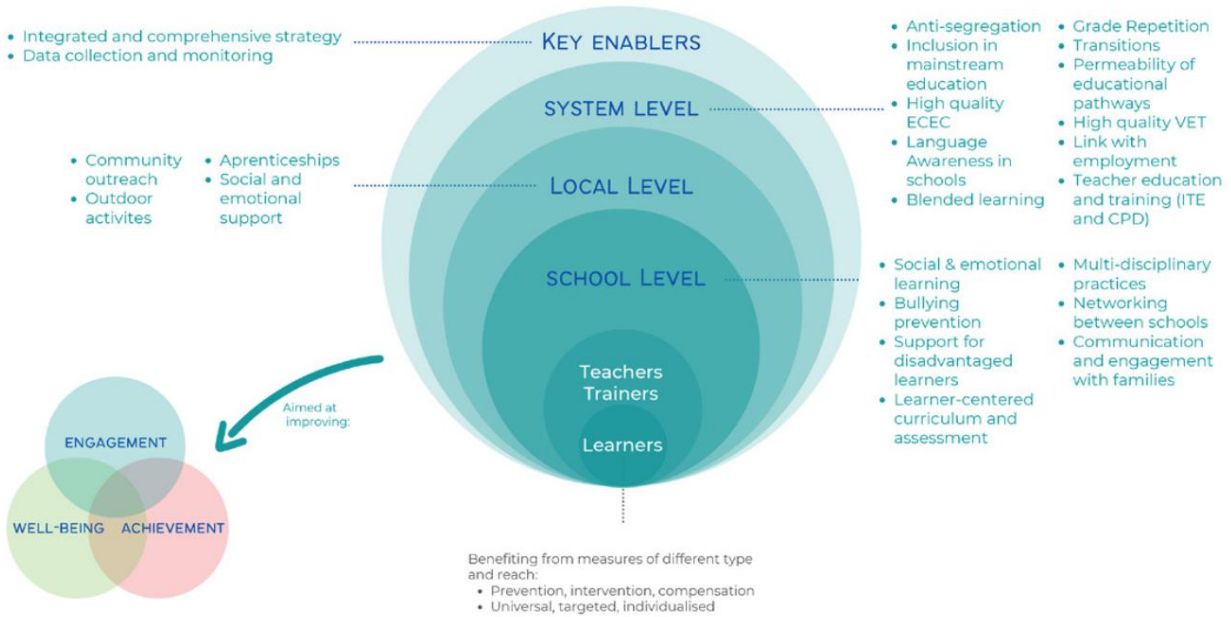 • Integrated and comprehensive strategy
• Data collection and monitoring
KEY ENABLERS
SYSTEM LEVEL
• Anti-segregation
• Inclusion in
mainstream
education
• High quality
ECEC
• Language
Awareness in
schools
• Blended learning
• Grade Repetition
• Transitions
• Permeability of
educational
pathways
• High quality VET
• Link with
employment
• Teacher education
and training (ITE
and CPD)
• Community
outreach
• Outdoor
activites
• Aprenticeships
• Social and
emotional
support
LOCAL LEVEL
SCHOOL LEVEL
• Social & emotional
learning
• Bullying
prevention
• Support for
disadvantaged
learners
• Learner-centered
curriculum and
assessment
• Multi-disciplinary
practices
• Networking
between schools
• Communication
and engagement
with families
Teachers
Trainers
Learners
Aimed at
improving:
ENGAGEMENT
WELL-BEING
ACHIEVEMENT
Benefiting from measures of different type
and reach:
• Prevention, intervention, compensation
• Universal, targeted, individualised